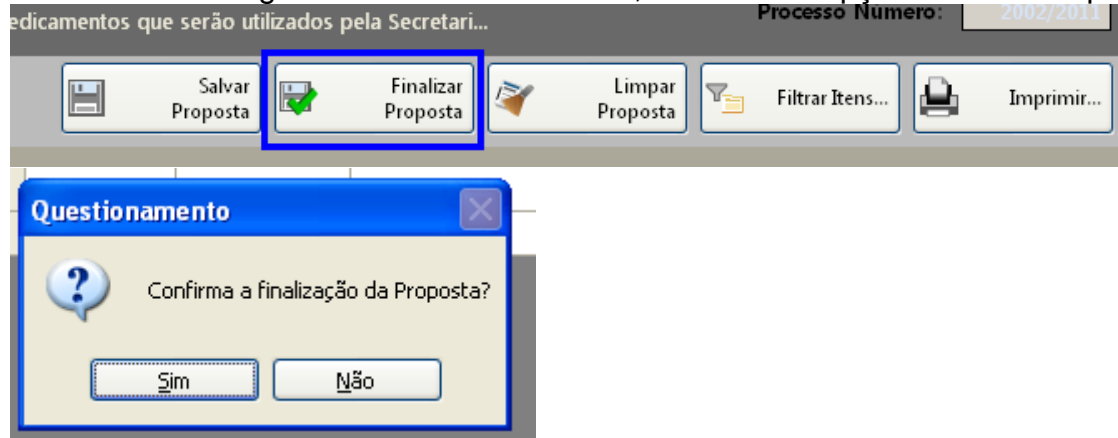 edicamentos que serão utilizados pela Secretari...
Processo Número: 2002/2011
Salvar
Proposta
Finalizar
Proposta
Limpar
Proposta
Filtrar Itens...
Imprimir...
Questionamento
Confirma a finalização da Proposta?
Sim
Não